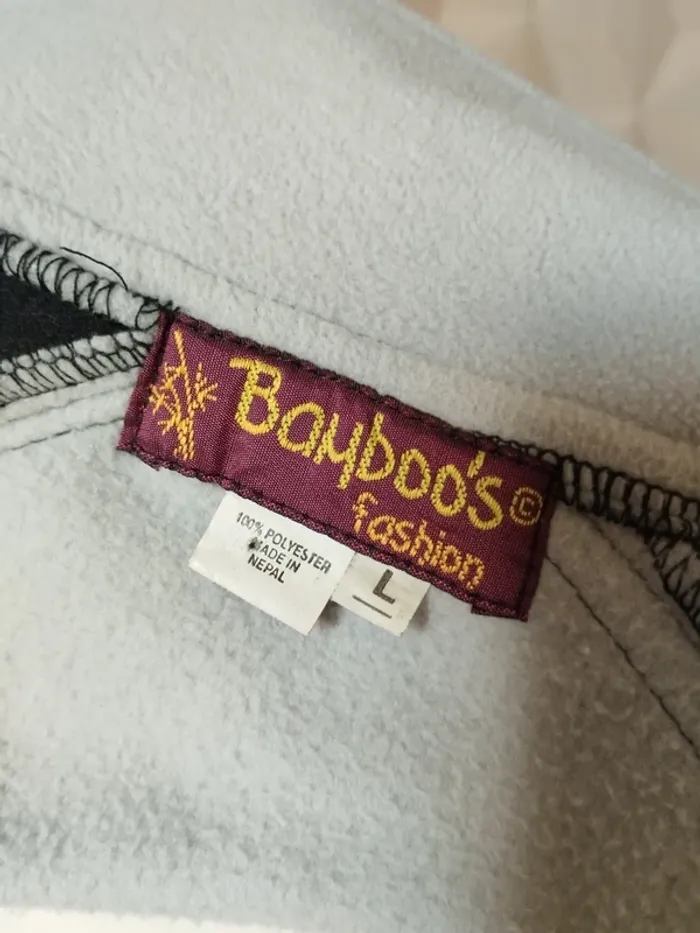 Bayboo's ©
fashion
100% POLYESTER
MADE IN
NEPAL
L